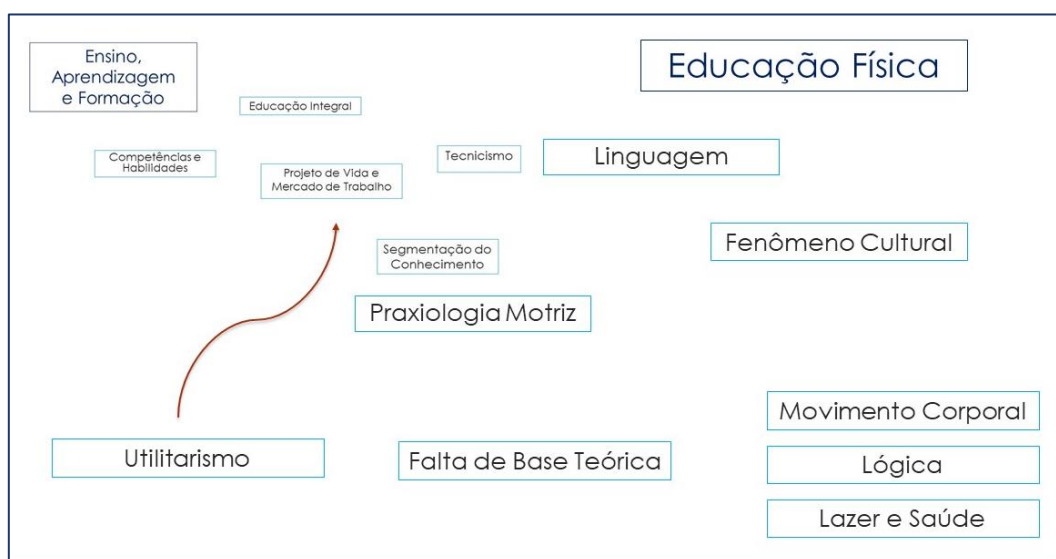 Ensino,
Aprendizagem
e Formação
Educação Física
Educação Integral
Competências e
Habilidades
Projeto de Vida e
Mercado de Trabalho
Tecnicismo
Linguagem
Fenômeno Cultural
Segmentação do
Conhecimento
Praxiologia Motriz
Movimento Corporal
Utilitarismo
Falta de Base Teórica
Lógica
Lazer e Saúde